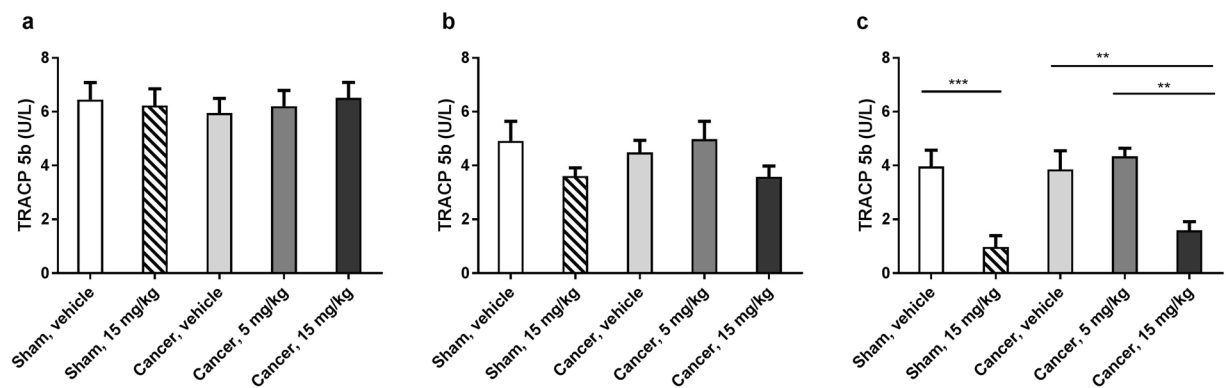 a
TRACP 5b (U/L)
8
6
4
2
0
Sham, vehicle
Sham, 15 mg/kg
Cancer, vehicle
Cancer, 5 mg/kg
Cancer, 15 mg/kg
b
TRACP 5b (U/L)
8
6
4
2
0
Sham, vehicle
Sham, 15 mg/kg
Cancer, vehicle
Cancer, 5 mg/kg
Cancer, 15 mg/kg
c
TRACP 5b (U/L)
8
6
4
2
0
**
***
**
Sham, vehicle
Sham, 15 mg/kg
Cancer, vehicle
Cancer, 5 mg/kg
Cancer, 15 mg/kg